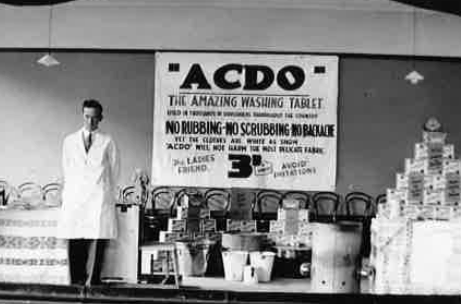 "ACDO"
THE AMAZING WASHING TABLET.
USED IN THOUSANDS OF HOUSEHOLDS THROUGHOUT THE COUNTRY
NO RUBBING-NO SCRUBBING-NO BACKACHE
YET THE CLOTHES ARE WHITE AS SNOW.
"ACDO" WILL NOT HARM THE MOST DELICATE FABRIC.
The LADIES FRIEND.
3D
AVOID IMITATIONS